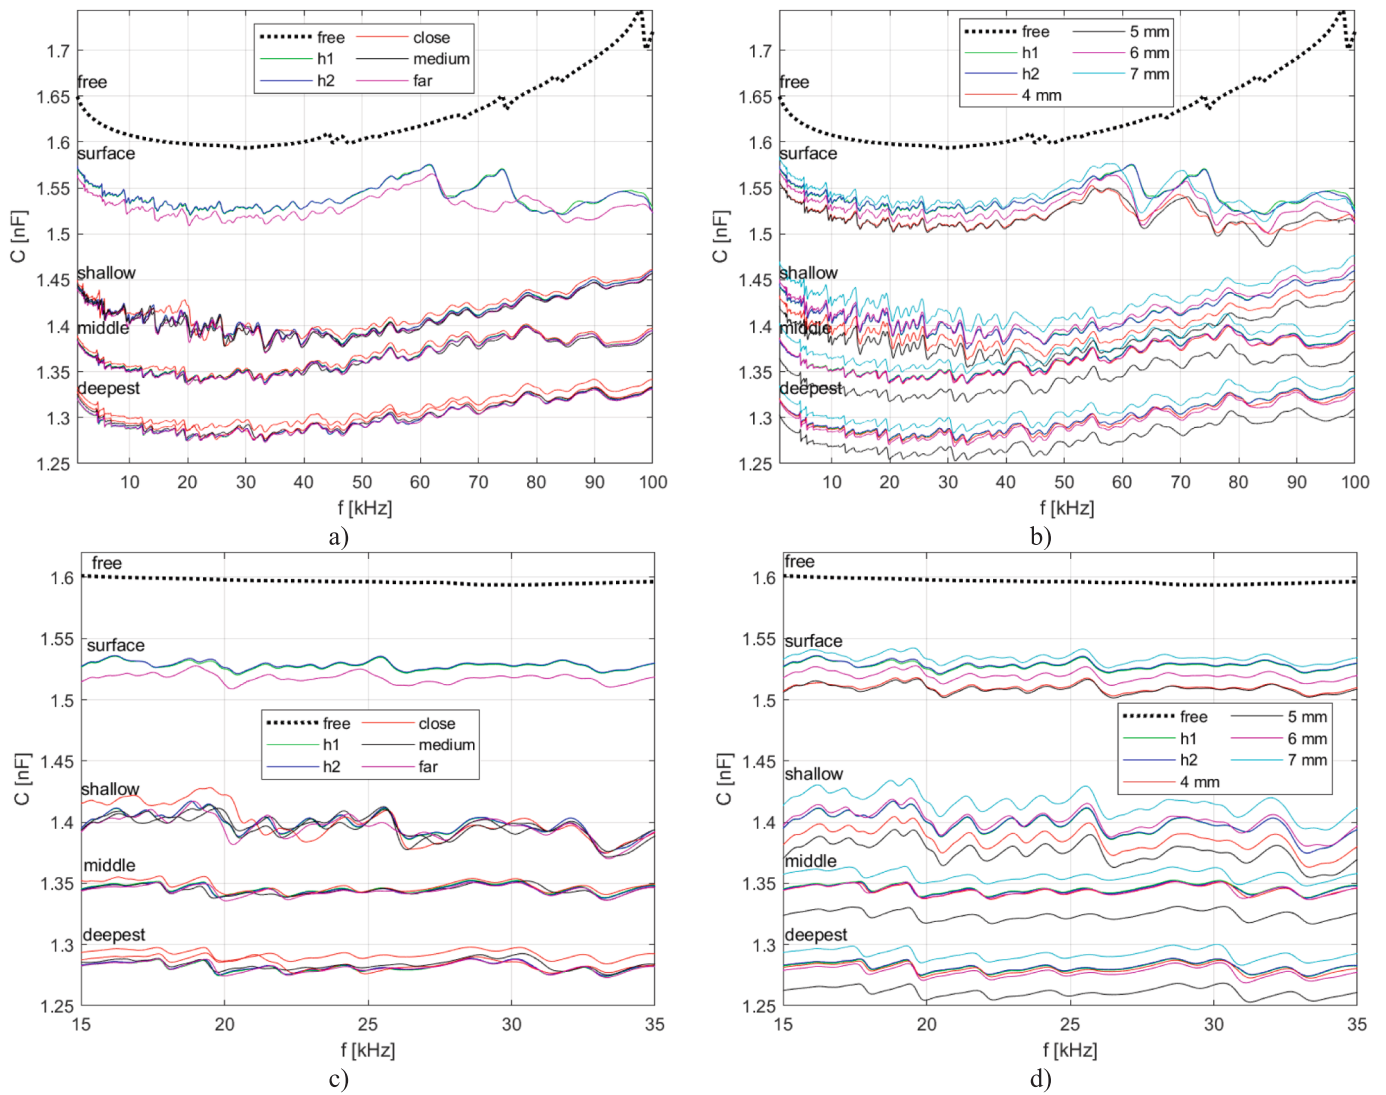 free close
h1 medium
h2 far
free
surface
shallow
middle
deepest
1.7
1.65
1.6
1.55
1.5
1.45
1.4
1.35
1.3
1.25
C [nF]
10 20 30 40 50 60 70 80 90 100
f [kHz]
a)
free 5 mm
h1 6 mm
h2 7 mm
4 mm
free
surface
shallow
middle
deepest
1.7
1.65
1.6
1.55
1.5
1.45
1.4
1.35
1.3
1.25
C [nF]
10 20 30 40 50 60 70 80 90 100
f [kHz]
b)
free
surface
free close
h1 medium
h2 far
shallow
middle
deepest
1.6
1.55
1.5
1.45
1.4
1.35
1.3
1.25
C [nF]
15 20 25 30 35
f [kHz]
c)
free
surface
free 5 mm
h1 6 mm
h2 7 mm
4 mm
shallow
middle
deepest
1.6
1.55
1.5
1.45
1.4
1.35
1.3
1.25
C [nF]
15 20 25 30 35
f [kHz]
d)